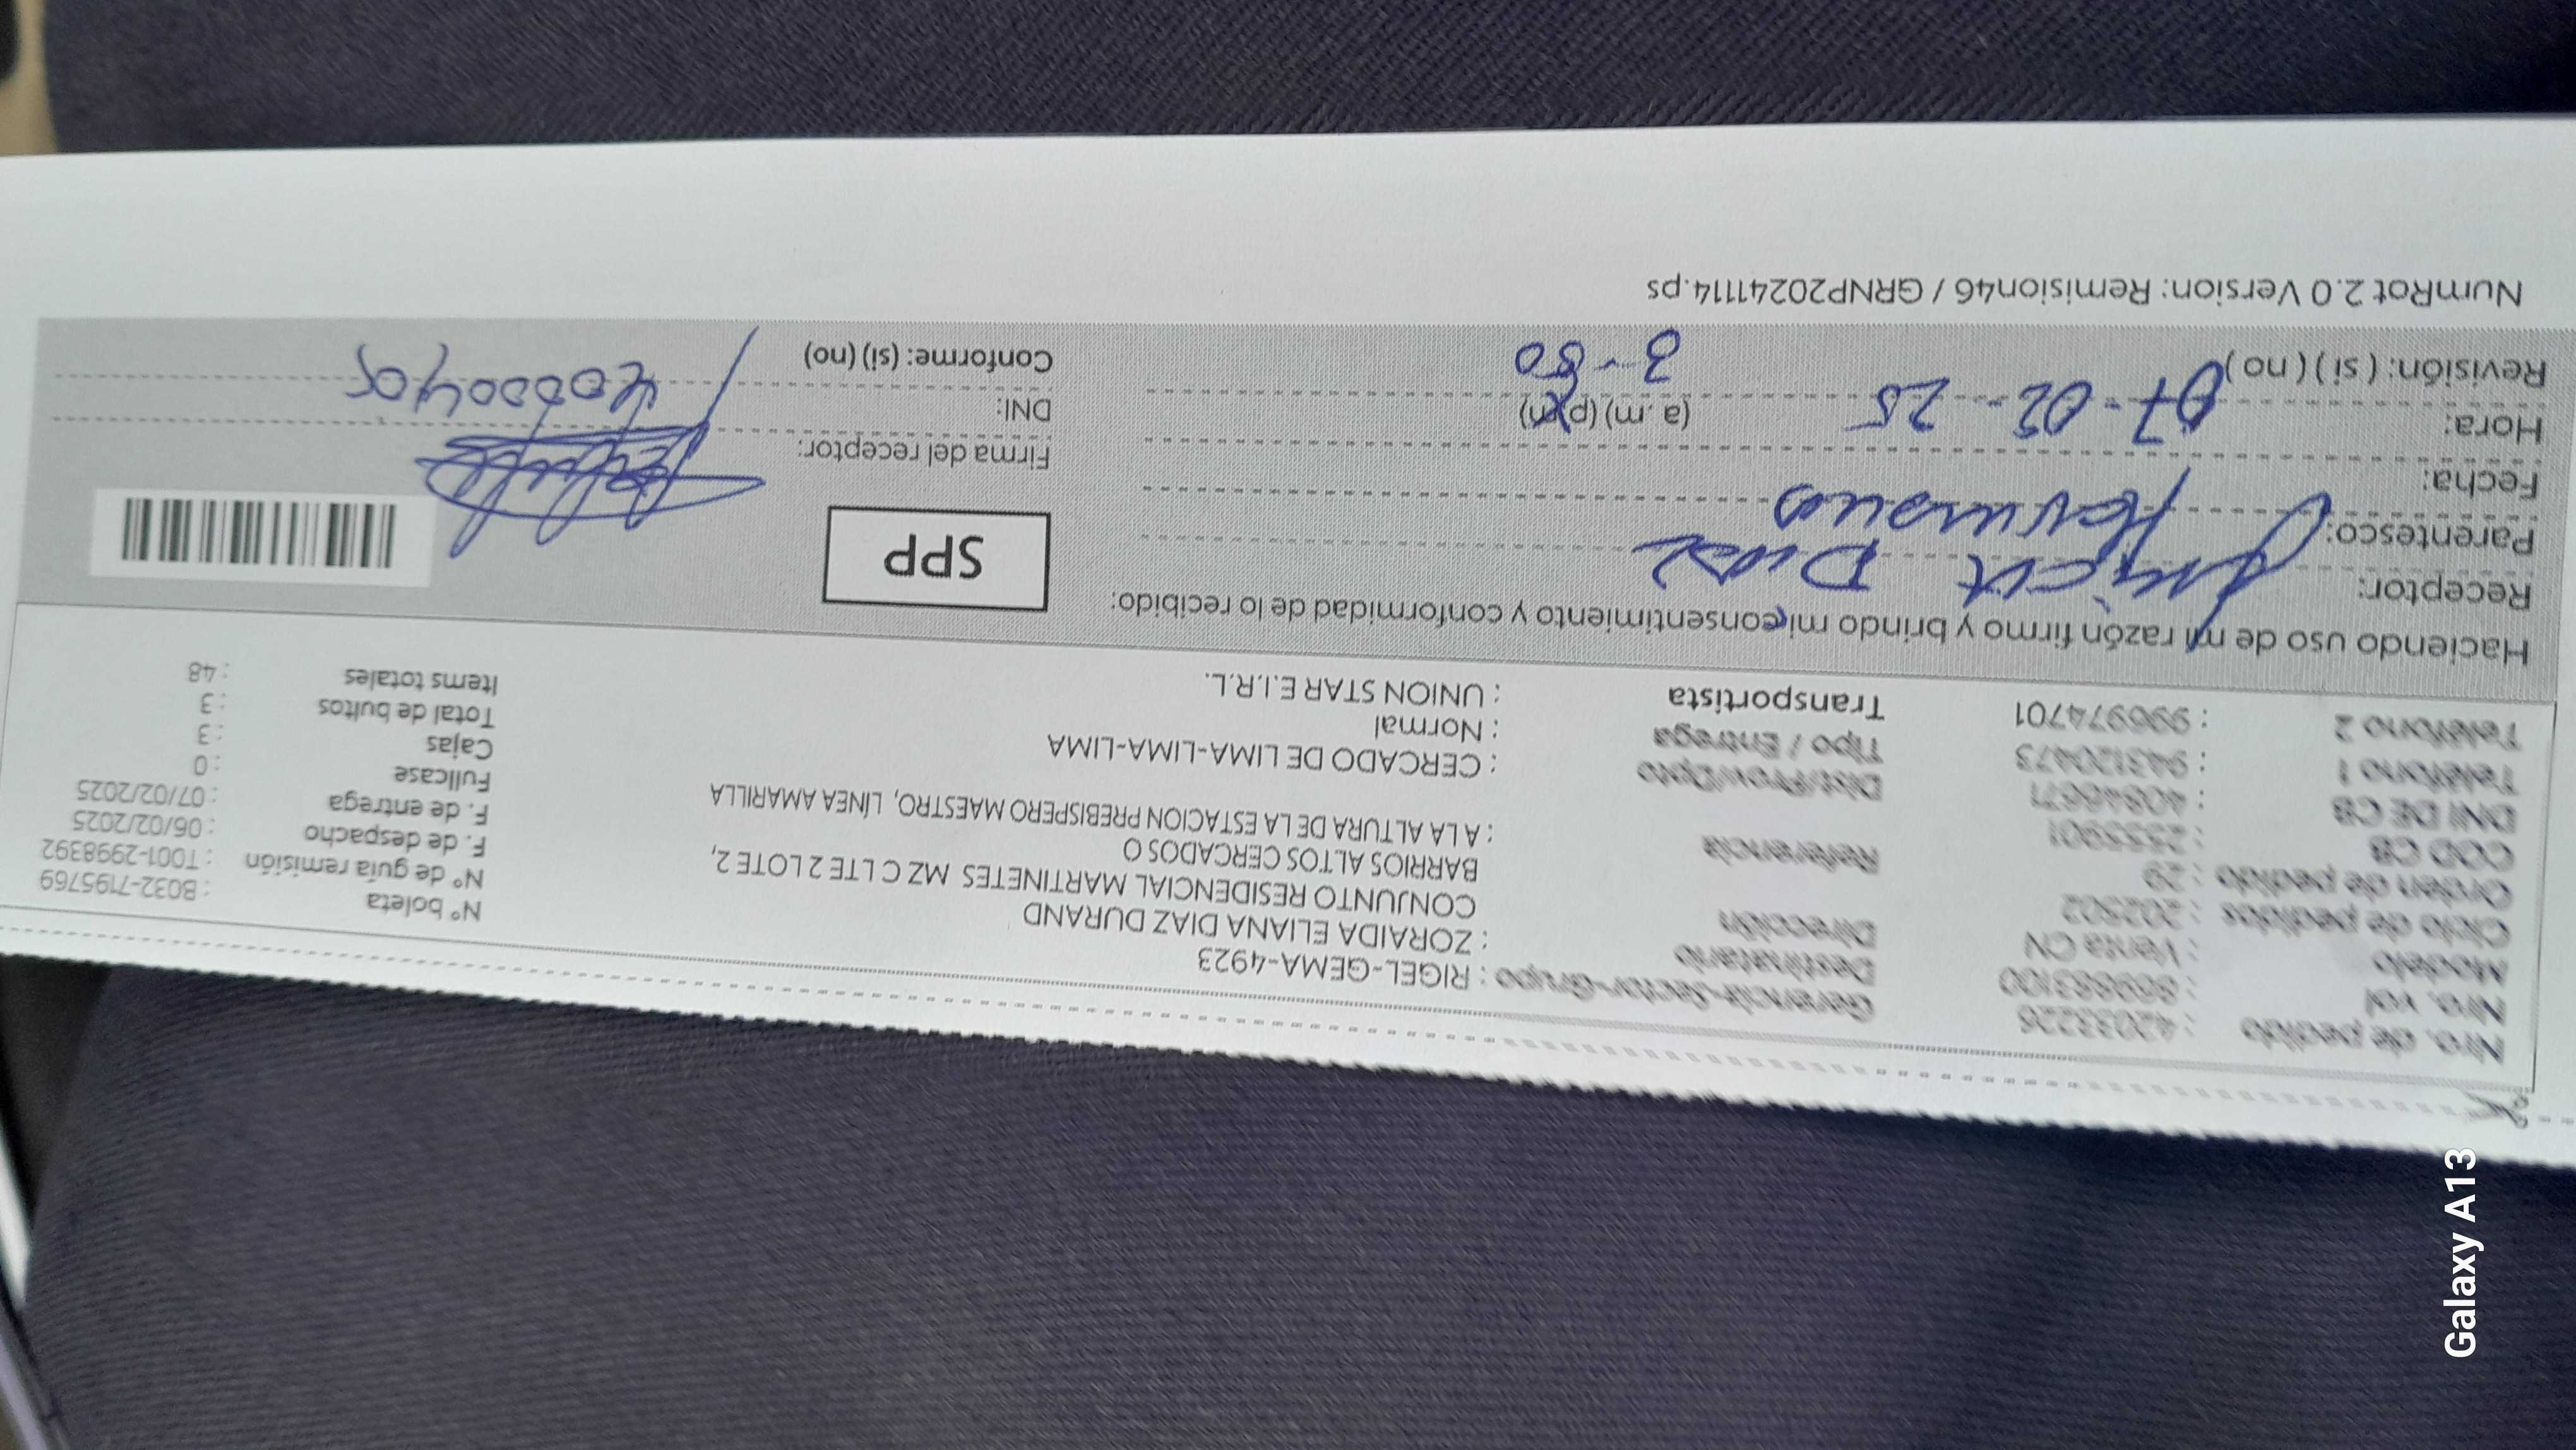 Nro. de pedido : 42033226
Nro. vol : 869883100
Modelo : Venta CN
Ciclo de pedidos : 202502
Orden de pedido : 29
COD CB
DNI DE CB : 40846671
Teléfono 1 : 943120473
Teléfono 2 : 996974701
Gerencia-Sector-Grupo : RIGEL-GEMA-4923
Destinatario : ZORAIDA ELIANA DIAZ DURAND
Dirección CONJUNTO RESIDENCIAL MARTINETES MZ C LTE 2 LOTE 2,
BARRIOS ALTOS CERCADOS O
Referencia : A LA ALTURA DE LA ESTACION PREBISPERO MAESTRO, LÍNEA AMARILLA
Dist/Prov/Dpto : CERCADO DE LIMA-LIMA-LIMA
Tipo / Entrega : Normal
Transportista : UNION STAR E.I.R.L.
N° boleta : B032-7195769
N° de guía remisión : T001-2998392
F. de despacho : 06/02/2025
F. de entrega : 07/02/2025
Fullcase : 0
Cajas : 3
Total de bultos : 3
Items totales : 48
Haciendo uso de mi razón firmo y brindo mi consentimiento y conformidad de lo recibido:
Receptor: Diaz
Parentesco:
Fecha: 07-02-25
Hora: (a. m) (p.m) 3-50
Revisión: ( si ) ( no )
SPP
Firma del receptor:
DNI:
Conforme: (si) (no)
NumRot 2.0 Version: Remision46 / GRNP20241114.ps
Galaxy A13